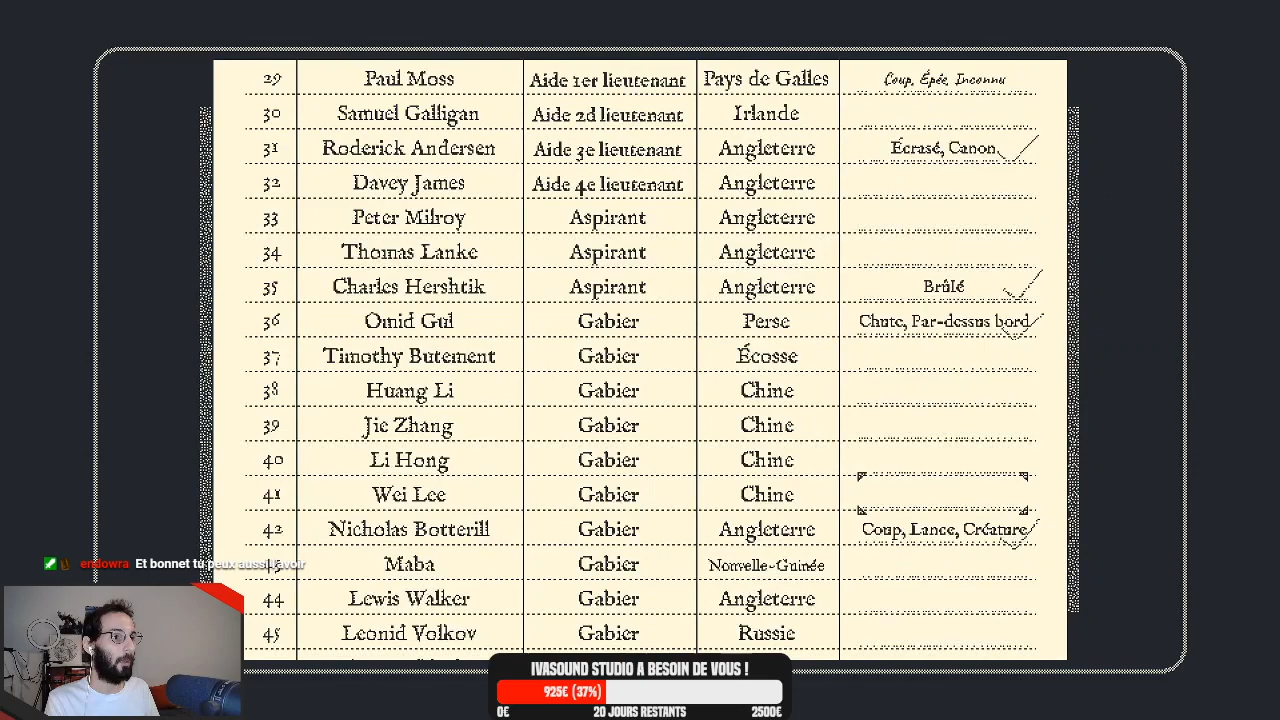 29 Paul Moss Aide 1er lieutenant Pays de Galles Coup, Épée, Inconnu
30 Samuel Galligan Aide 2d lieutenant Irlande
31 Roderick Andersen Aide 3e lieutenant Angleterre Écrasé, Canon
32 Davey James Aide 4e lieutenant Angleterre
33 Peter Milroy Aspirant Angleterre
34 Thomas Lanke Aspirant Angleterre
35 Charles Hershtik Aspirant Angleterre Brûlé
36 Omid Gul Gabier Perse Chute, Par-dessus bord
37 Timothy Butement Gabier Écosse
38 Huang Li Gabier Chine
39 Jie Zhang Gabier Chine
40 Li Hong Gabier Chine
41 Wei Lee Gabier Chine
42 Nicholas Botterill Gabier Angleterre Coup, Lance, Créature
endowra Et bonnet tu peux aussi avoir
43 Maba Gabier Nouvelle-Guinée
44 Lewis Walker Gabier Angleterre
45 Leonid Volkov Gabier Russie
IVASOUND STUDIO A BESOIN DE VOUS !
925€ (37%)
0€ 20 JOURS RESTANTS 2500€